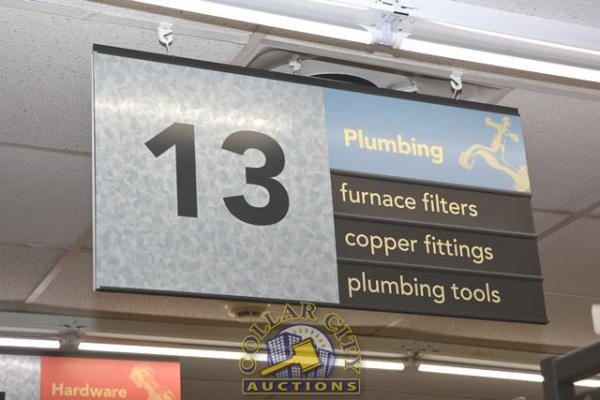 13
Plumbing
furnace filters
copper fittings
plumbing tools
Hardware
COLLAR CITY
AUCTIONS